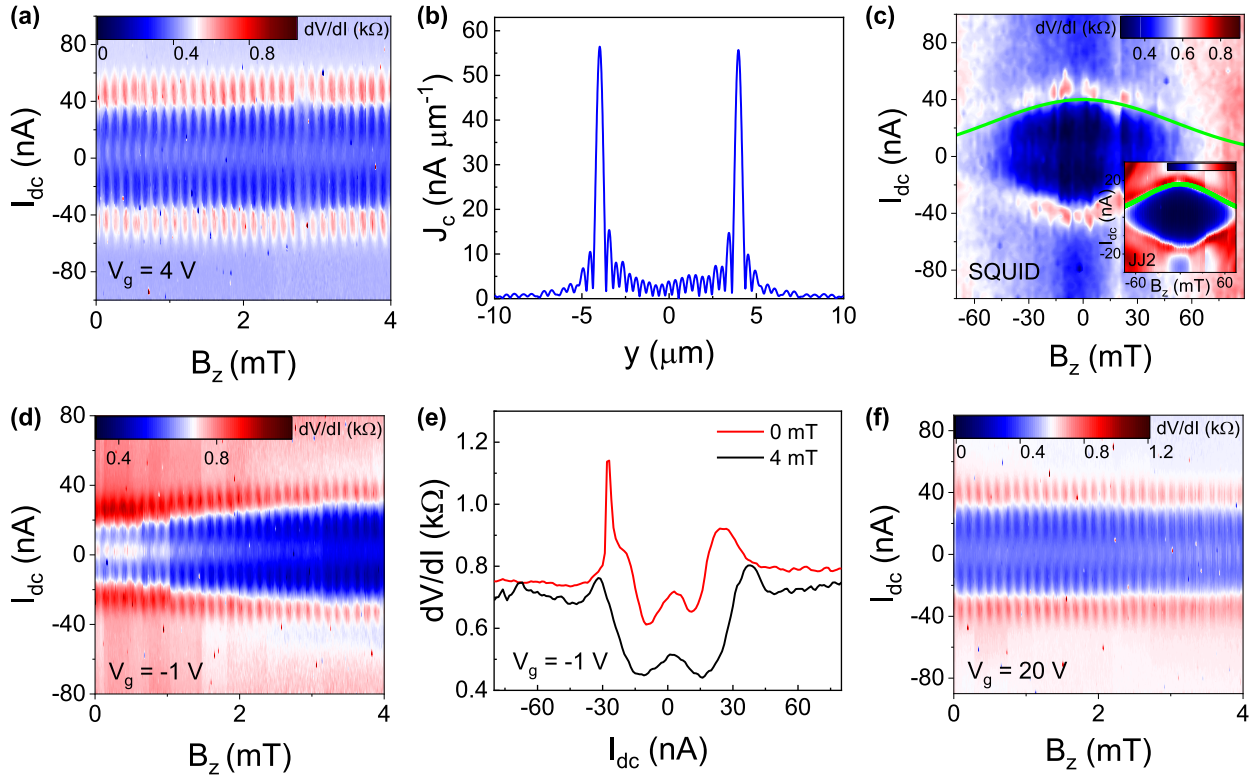 (a)
dV/dI (kΩ)
0 0.4 0.8
80
40
0
-40
-80
I_dc (nA)
V_g = 4 V
0 2 4
B_z (mT)
(b)
60
50
40
30
20
10
0
J_c (nA μm⁻¹)
-10 -5 0 5 10
y (μm)
(c)
dV/dI (kΩ)
0.4 0.6 0.8
80
40
0
-40
-80
I_dc (nA)
SQUID
20
-20
I_dc (nA)
JJ2
-60 B_z (mT) 60
-60 -30 0 30 60
B_z (mT)
(d)
dV/dI (kΩ)
0.4 0.8
80
40
0
-40
-80
I_dc (nA)
V_g = -1 V
0 2 4
B_z (mT)
(e)
0 mT
4 mT
1.2
1.0
0.8
0.6
0.4
dV/dI (kΩ)
V_g = -1 V
-60 -30 0 30 60
I_dc (nA)
(f)
dV/dI (kΩ)
0 0.4 0.8 1.2
80
40
0
-40
-80
I_dc (nA)
V_g = 20 V
0 2 4
B_z (mT)